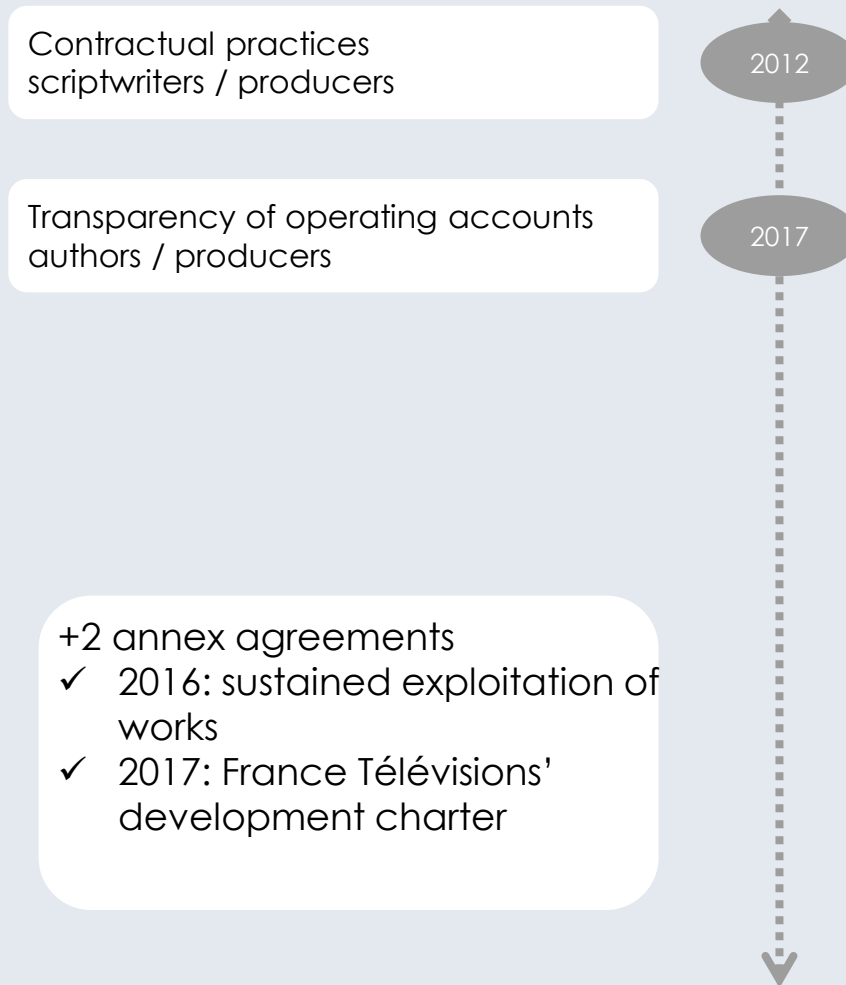 Contractual practices
scriptwriters / producers
2012
Transparency of operating accounts
authors / producers
2017
+2 annex agreements
✓ 2016: sustained exploitation of
works
✓ 2017: France Télévisions’
development charter